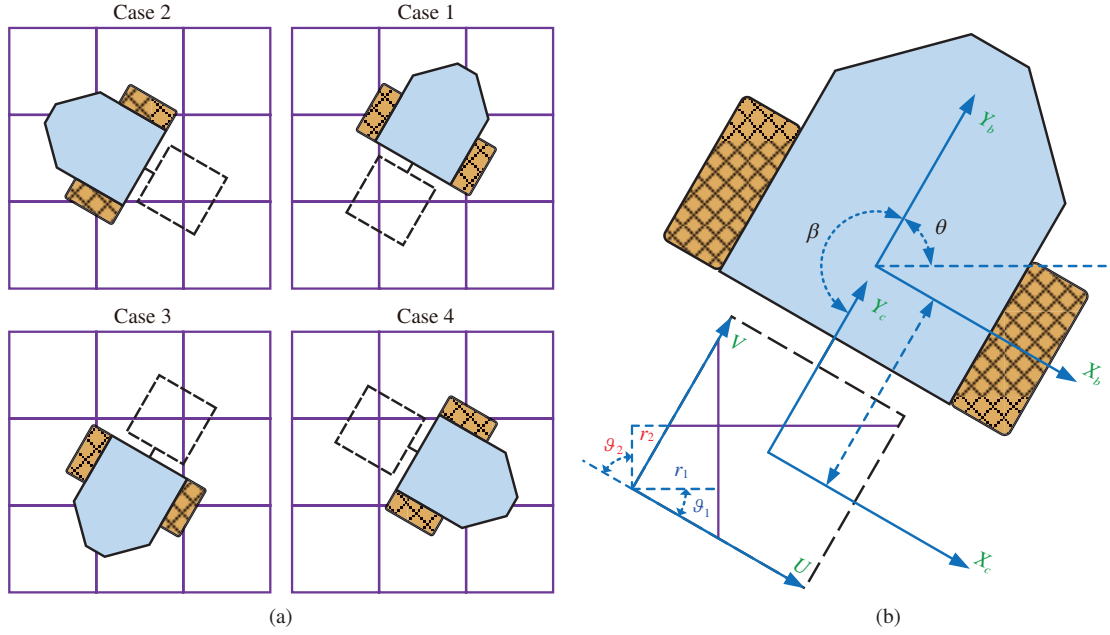 Case 2
Case 1
Case 3
Case 4
(a)
Y_b
β
θ
Y_c
X_b
V
r_2
ϑ_2
r_1
ϑ_1
U
X_c
(b)